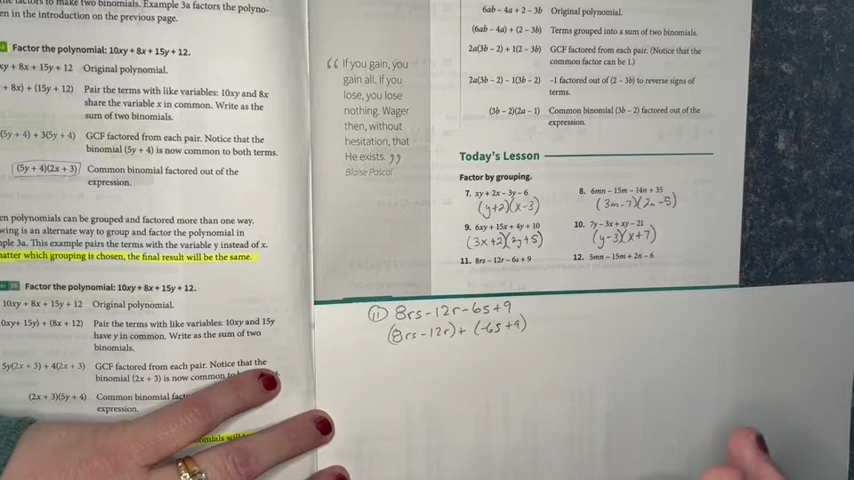 the factors to make two binomials. Example 3a factors the polyno-
en in the introduction on the previous page.
Factor the polynomial: 10xy + 8x + 15y + 12.
xy + 8x + 15y + 12 Original polynomial.
+ 8x) + (15y + 12) Pair the terms with like variables: 10xy and 8x
share the variable x in common. Write as the
sum of two binomials.
(5y + 4) + 3(5y + 4) GCF factored from each pair. Notice that the
binomial (5y + 4) is now common to both terms.
(5y + 4)(2x + 3) Common binomial factored out of the
expression.
en polynomials can be grouped and factored more than one way.
wing is an alternate way to group and factor the polynomial in
ple 3a. This example pairs the terms with the variable y instead of x.
matter which grouping is chosen, the final result will be the same.
Factor the polynomial: 10xy + 8x + 15y + 12.
10xy + 8x + 15y + 12 Original polynomial.
0xy + 15y) + (8x + 12) Pair the terms with like variables: 10xy and 15y
have y in common. Write as the sum of two
binomials.
5y(2x + 3) + 4(2x + 3) GCF factored from each pair. Notice that the
binomial (2x + 3) is now common to
(2x + 3)(5y + 4) Common binomial
expression.
nomials will
“ If you gain, you
gain all. If you
lose, you lose
nothing. Wager
then, without
hesitation, that
He exists. ”
Blaise Pascal
6ab – 4a + 2 – 3b Original polynomial.
(6ab – 4a) + (2 – 3b) Terms grouped into a sum of two binomials.
2a(3b – 2) + 1(2 – 3b) GCF factored from each pair. (Notice that the
common factor can be 1.)
2a(3b – 2) – 1(3b – 2) –1 factored out of (2 – 3b) to reverse signs of
terms.
(3b – 2)(2a – 1) Common binomial (3b – 2) factored out of the
expression.
Today's Lesson
Factor by grouping.
7. xy + 2x – 3y – 6 8. 6mn – 15m – 14n + 35
(y+2)(x-3) (3m-7)(2n-5)
9. 6xy + 15x + 4y + 10 10. 7y – 3x + xy – 21
(3x+2)(2y+5) (y-3)(x+7)
11. 8rs – 12r – 6s + 9 12. 5mn – 15m + 2n – 6
11 8rs-12r-6s+9
(8rs-12r)+(-6s+9)